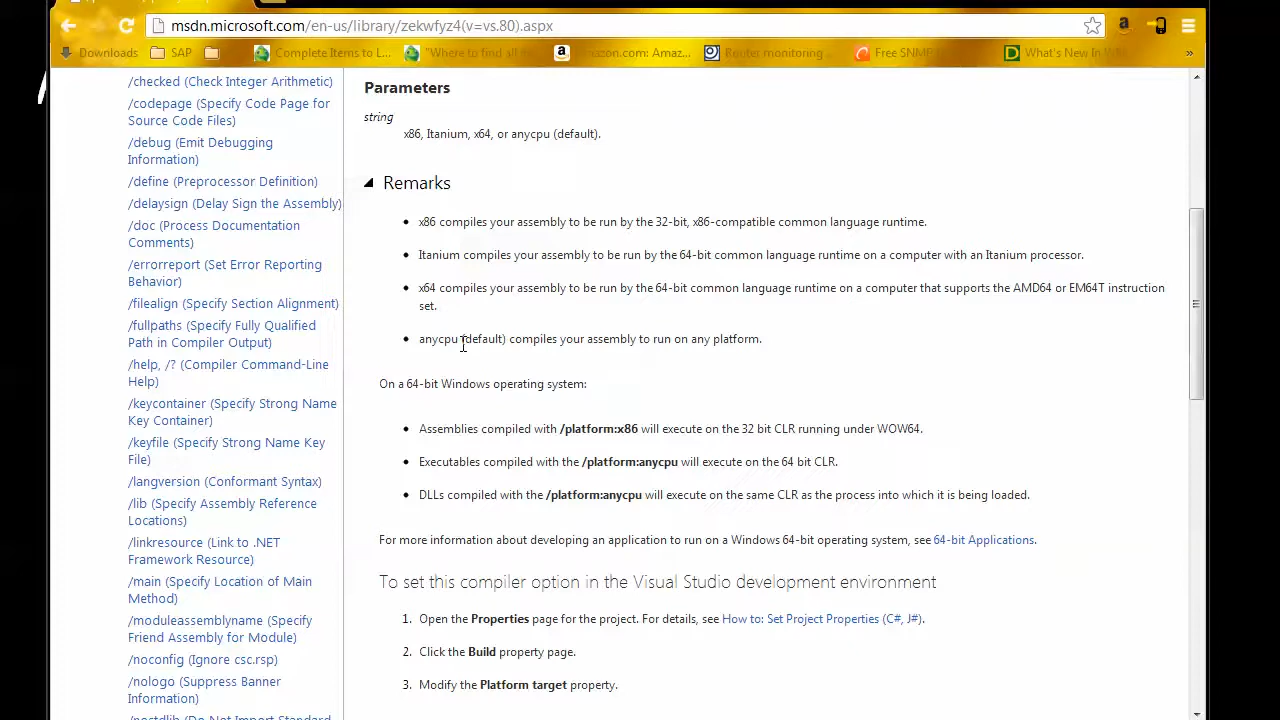 msdn.microsoft.com/en-us/library/zekwfyz4(v=vs.80).aspx
Downloads SAP Complete Items to L... "Where to find all Amaz... Router monitoring Free SNMP What's New In
/checked (Check Integer Arithmetic)
/codepage (Specify Code Page for
Source Code Files)
/debug (Emit Debugging
Information)
/define (Preprocessor Definition)
/delaysign (Delay Sign the Assembly)
/doc (Process Documentation
Comments)
/errorreport (Set Error Reporting
Behavior)
/filealign (Specify Section Alignment)
/fullpaths (Specify Fully Qualified
Path in Compiler Output)
/help, /? (Compiler Command-Line
Help)
/keycontainer (Specify Strong Name
Key Container)
/keyfile (Specify Strong Name Key
File)
/langversion (Conformant Syntax)
/lib (Specify Assembly Reference
Locations)
/linkresource (Link to .NET
Framework Resource)
/main (Specify Location of Main
Method)
/moduleassemblyname (Specify
Friend Assembly for Module)
/noconfig (Ignore csc.rsp)
/nologo (Suppress Banner
Information)
/nostdlib (Do Not Import Standard
Parameters
string
x86, Itanium, x64, or anycpu (default).
Remarks
• x86 compiles your assembly to be run by the 32-bit, x86-compatible common language runtime.
• Itanium compiles your assembly to be run by the 64-bit common language runtime on a computer with an Itanium processor.
• x64 compiles your assembly to be run by the 64-bit common language runtime on a computer that supports the AMD64 or EM64T instruction
set.
• anycpu (default) compiles your assembly to run on any platform.
On a 64-bit Windows operating system:
• Assemblies compiled with /platform:x86 will execute on the 32 bit CLR running under WOW64.
• Executables compiled with the /platform:anycpu will execute on the 64 bit CLR.
• DLLs compiled with the /platform:anycpu will execute on the same CLR as the process into which it is being loaded.
For more information about developing an application to run on a Windows 64-bit operating system, see 64-bit Applications.
To set this compiler option in the Visual Studio development environment
1. Open the Properties page for the project. For details, see How to: Set Project Properties (C#, J#).
2. Click the Build property page.
3. Modify the Platform target property.